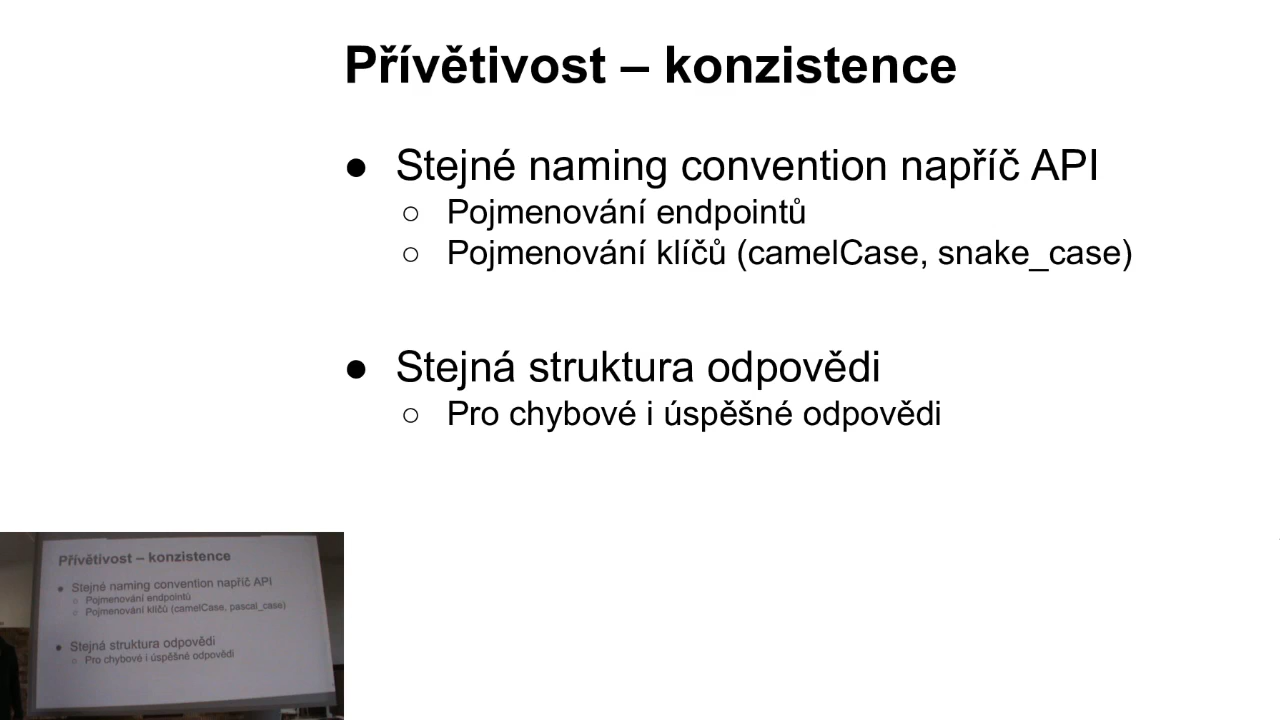 Přívětivost – konzistence
● Stejné naming convention napříč API
○ Pojmenování endpointů
○ Pojmenování klíčů (camelCase, snake_case)
● Stejná struktura odpovědi
○ Pro chybové i úspěšné odpovědi
Přívětivost – konzistence
● Stejné naming convention napříč API
○ Pojmenování endpointů
○ Pojmenování klíčů (camelCase, pascal_case)
● Stejná struktura odpovědi
○ Pro chybové i úspěšné odpovědi